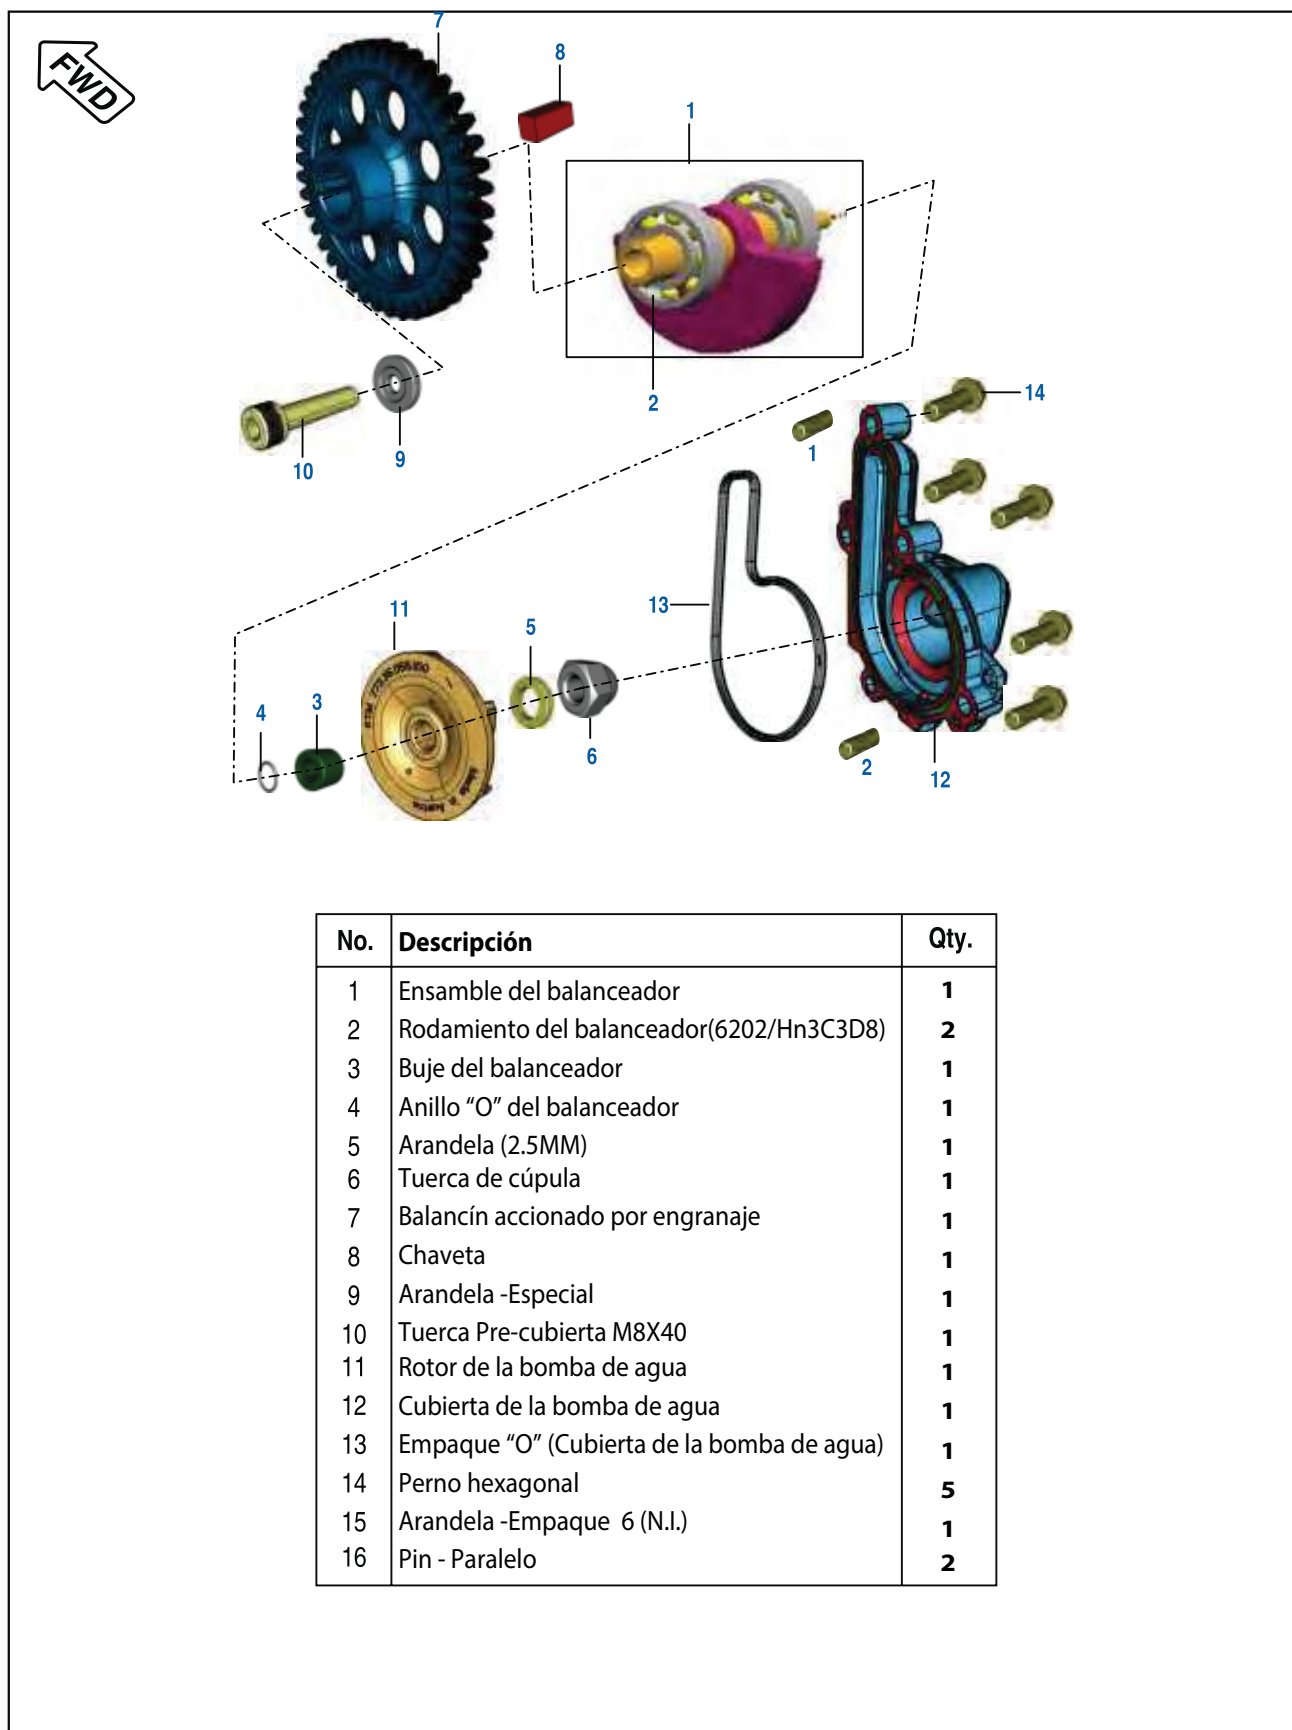 FWD
7
8
1
2
14
1
10
9
13
11
5
4
3
6
2
12
No. Descripción Qty.
1 Ensamble del balanceador 1
2 Rodamiento del balanceador(6202/Hn3C3D8) 2
3 Buje del balanceador 1
4 Anillo “O” del balanceador 1
5 Arandela (2.5MM) 1
6 Tuerca de cúpula 1
7 Balancín accionado por engranaje 1
8 Chaveta 1
9 Arandela -Especial 1
10 Tuerca Pre-cubierta M8X40 1
11 Rotor de la bomba de agua 1
12 Cubierta de la bomba de agua 1
13 Empaque “O” (Cubierta de la bomba de agua) 1
14 Perno hexagonal 5
15 Arandela -Empaque 6 (N.I.) 1
16 Pin - Paralelo 2